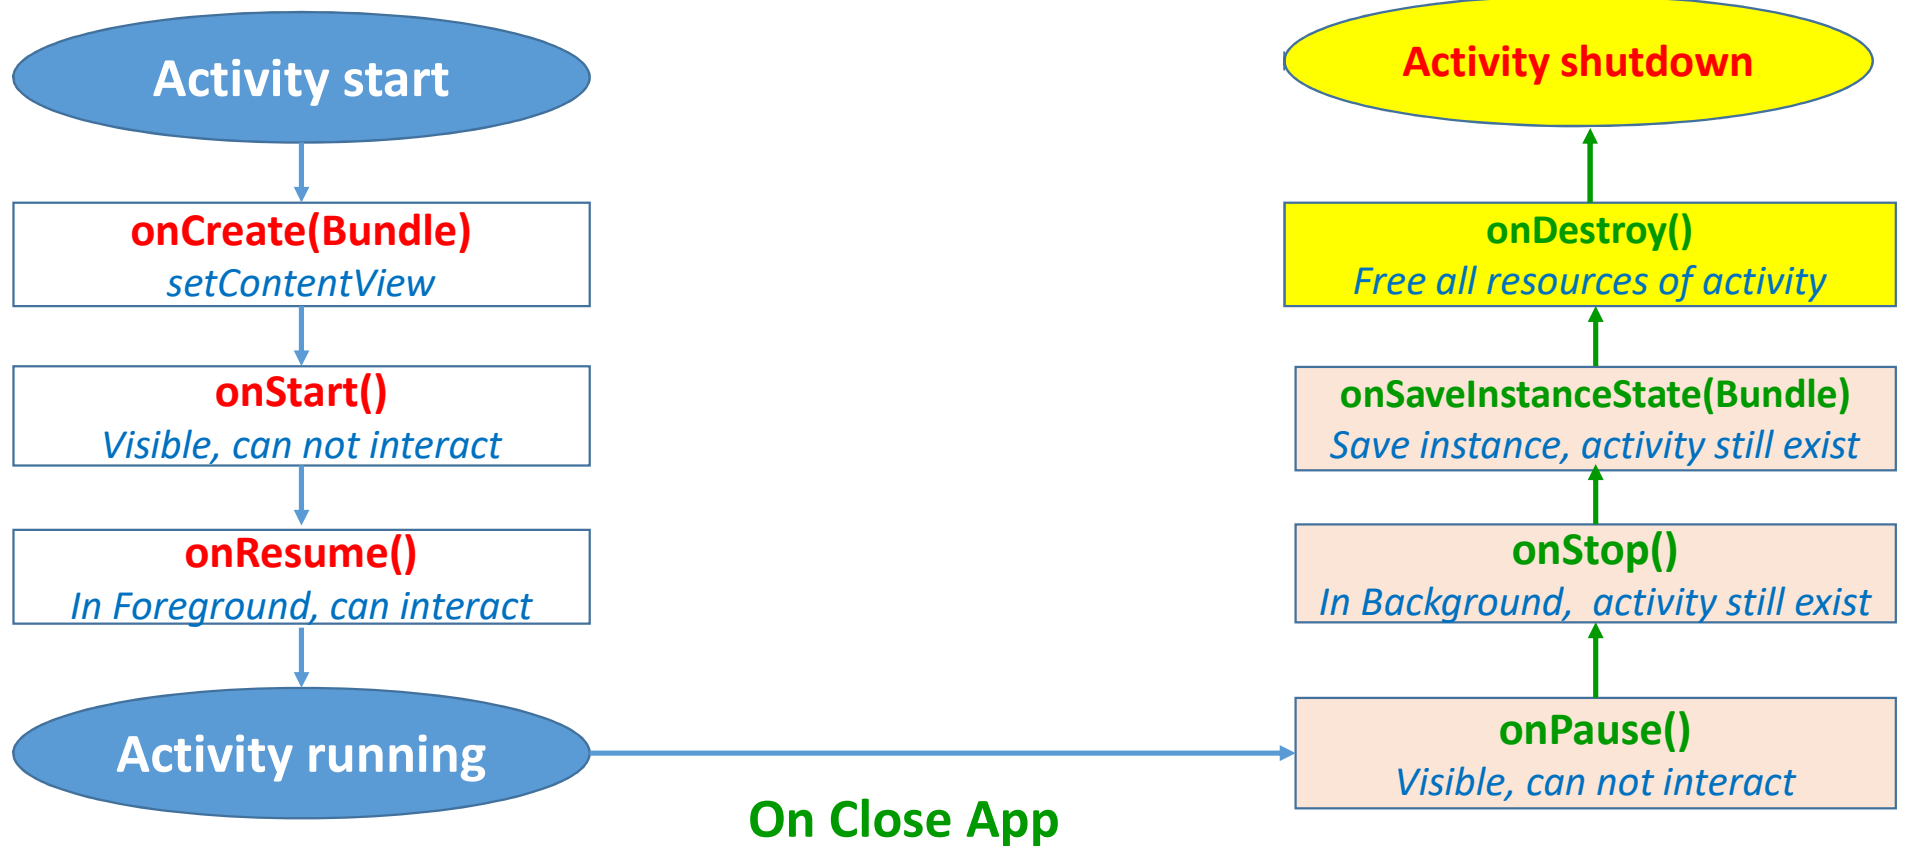 Activity start
onCreate(Bundle)
setContentView
onStart()
Visible, can not interact
onResume()
In Foreground, can interact
Activity running
On Close App
onPause()
Visible, can not interact
onStop()
In Background, activity still exist
onSaveInstanceState(Bundle)
Save instance, activity still exist
onDestroy()
Free all resources of activity
Activity shutdown